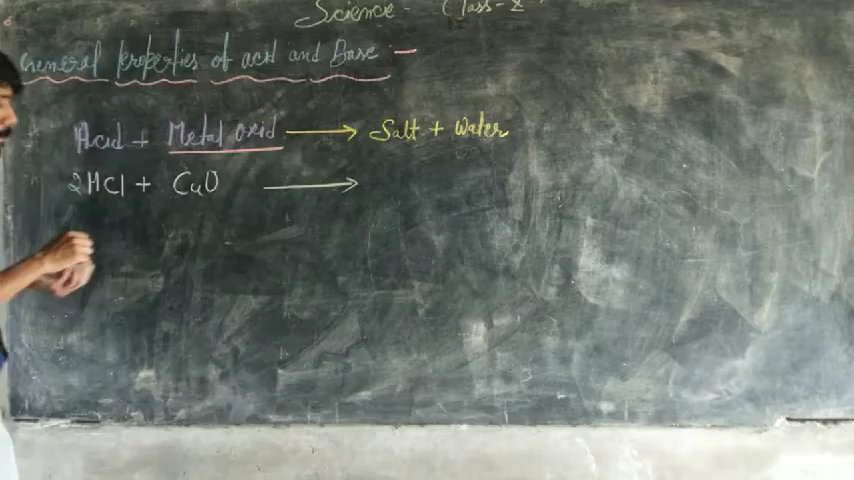 Science - Class-X
General properties of acid and Base -
Acid + Metal oxid → Salt + Water
2HCl + CuO →